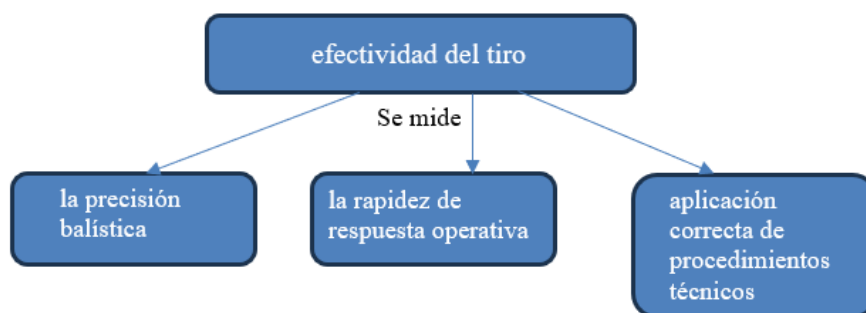 efectividad del tiro
Se mide
la precisión
balística
la rapidez de
respuesta operativa
aplicación
correcta de
procedimientos
técnicos